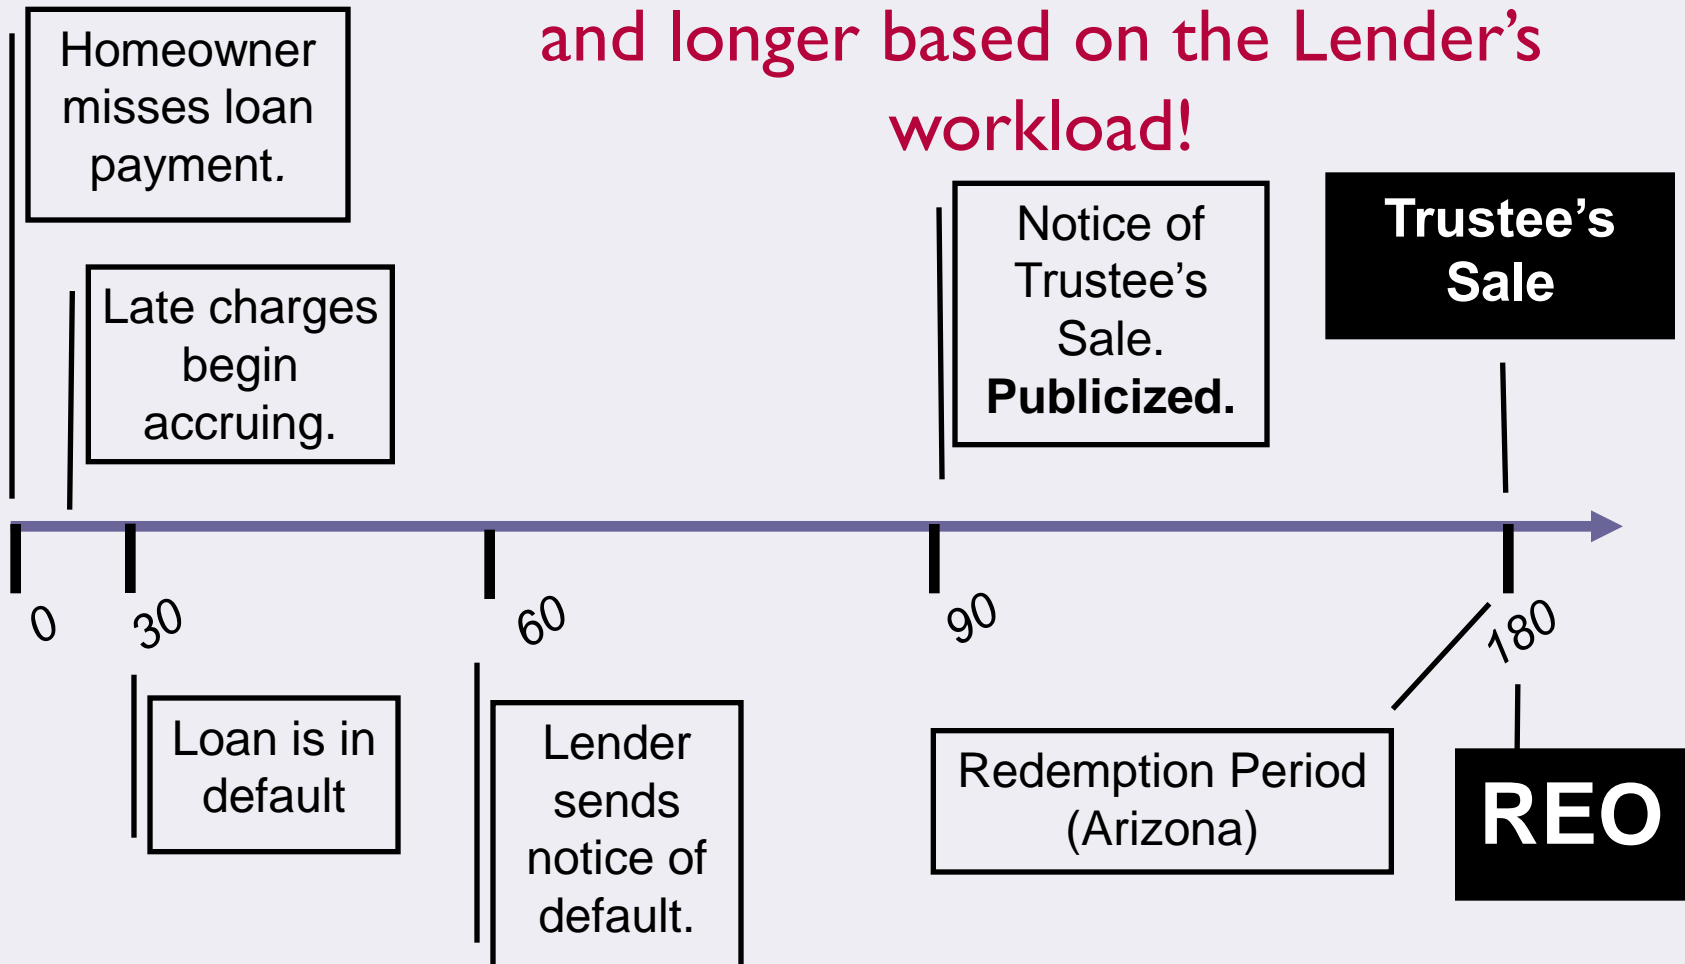 and longer based on the Lender’s
workload!
Homeowner
misses loan
payment.
Late charges
begin
accruing.
Notice of
Trustee’s
Sale.
Publicized.
Trustee’s
Sale
0
30
60
90
180
Loan is in
default
Lender
sends
notice of
default.
Redemption Period
(Arizona)
REO